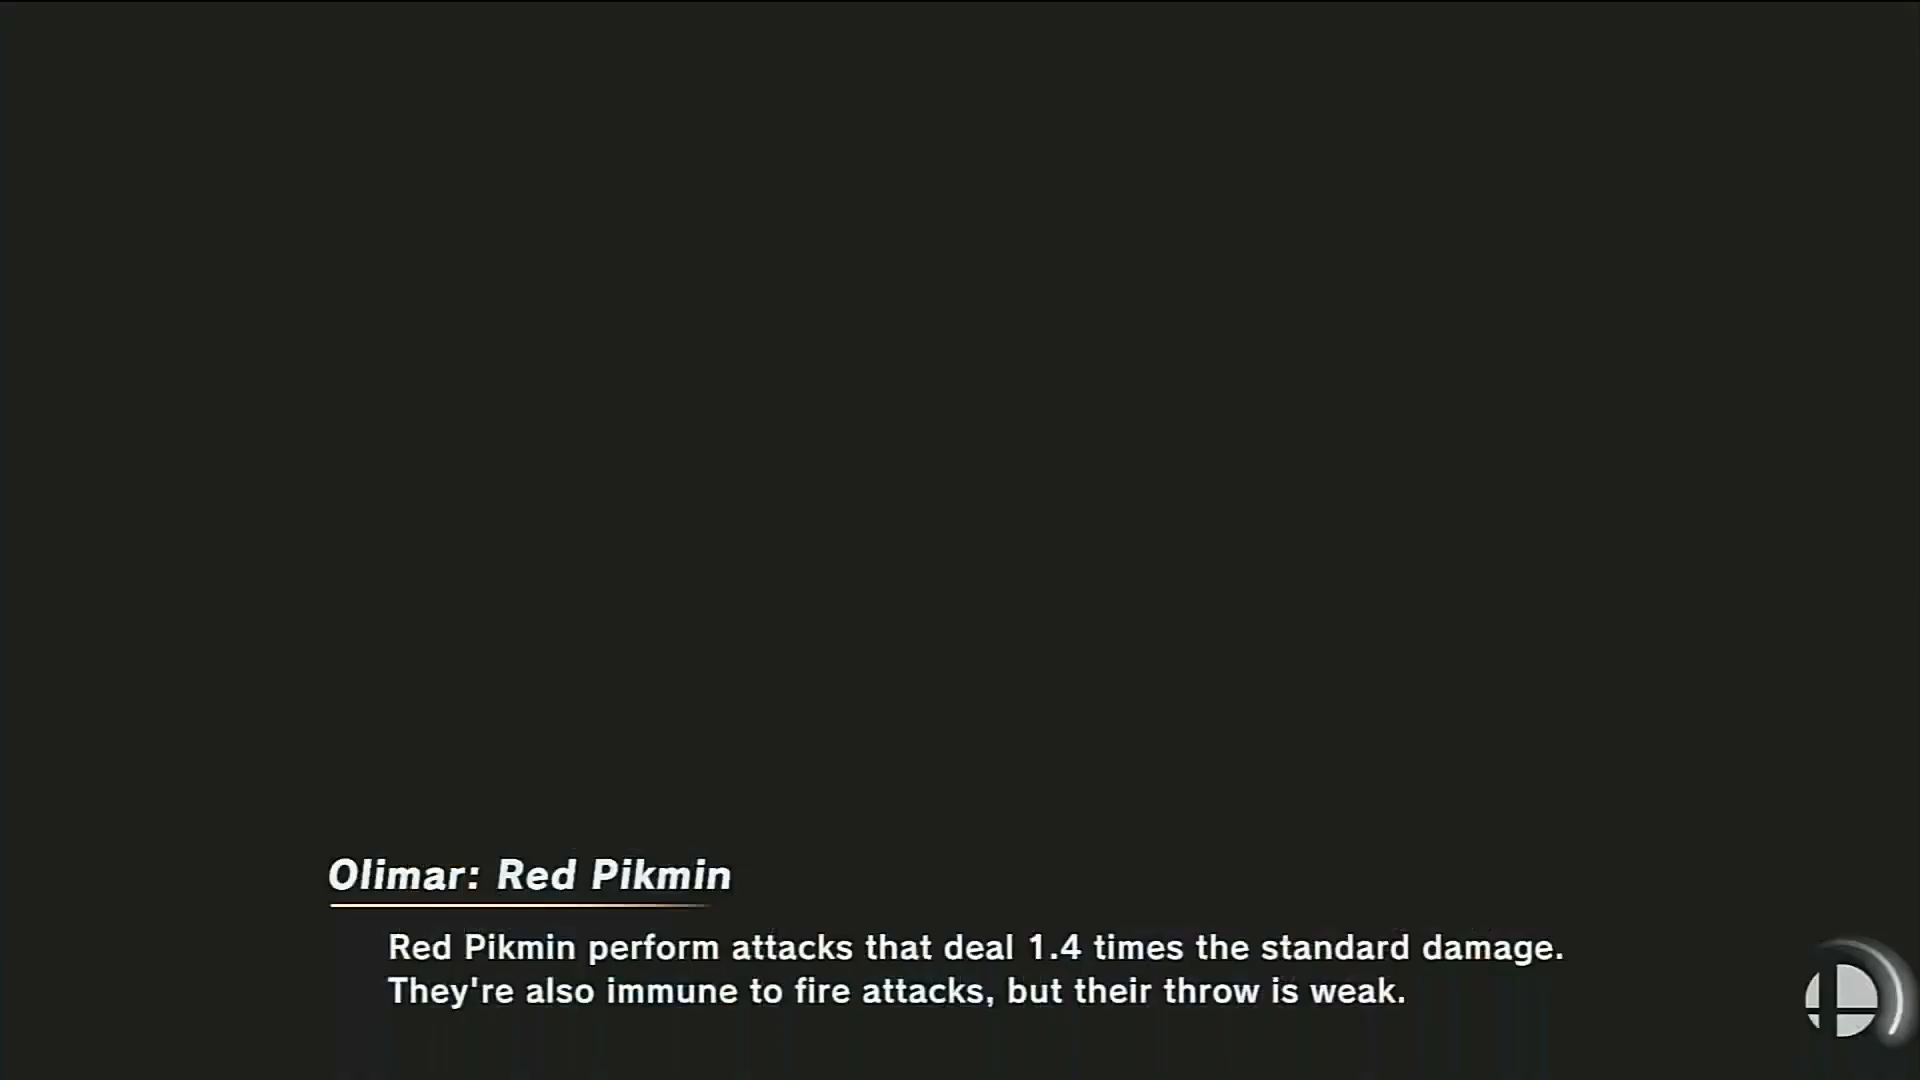 Olimar: Red Pikmin
Red Pikmin perform attacks that deal 1.4 times the standard damage.
They're also immune to fire attacks, but their throw is weak.